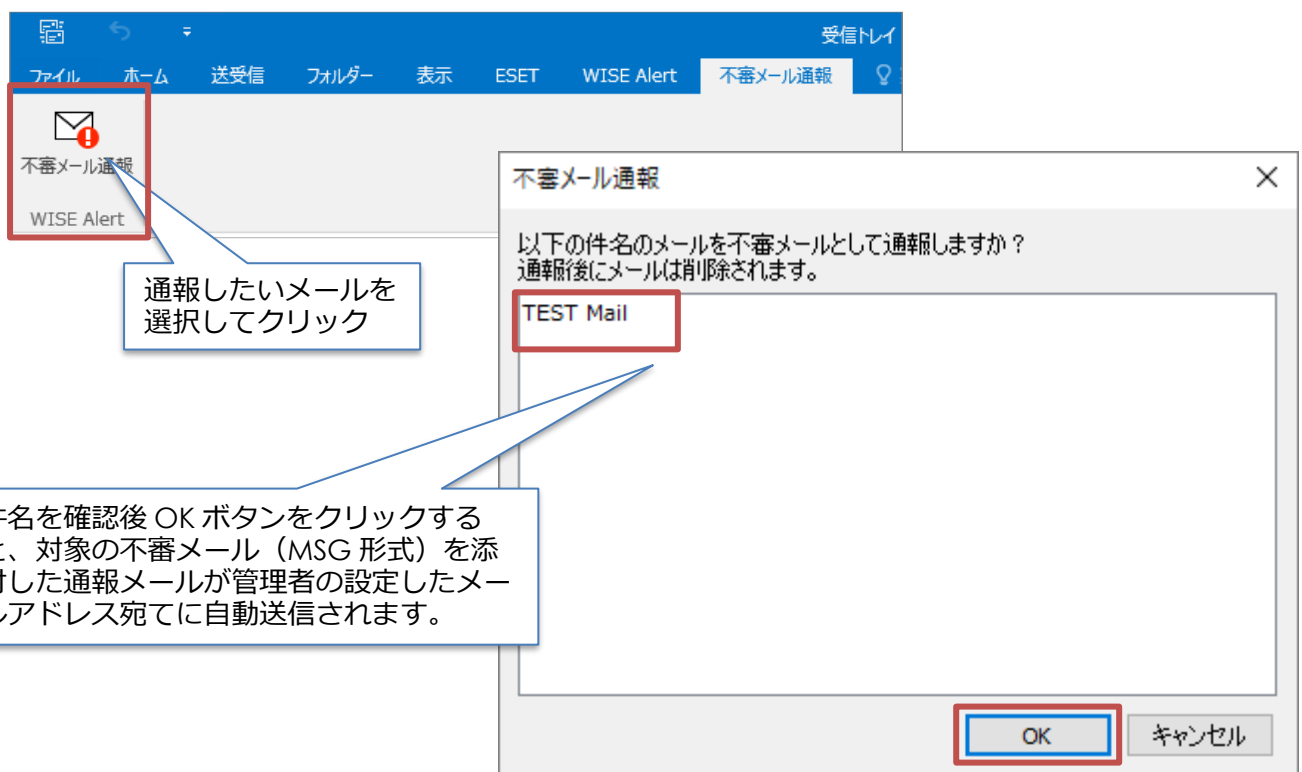 受信トレイ
ファイル ホーム 送受信 フォルダー 表示 ESET WISE Alert 不審メール通報
不審メール通報
WISE Alert
通報したいメールを
選択してクリック
不審メール通報
以下の件名のメールを不審メールとして通報しますか？
通報後にメールは削除されます。
TEST Mail
件名を確認後 OK ボタンをクリックする
と、対象の不審メール（MSG 形式）を添
付した通報メールが管理者の設定したメー
ルアドレス宛てに自動送信されます。
OK キャンセル